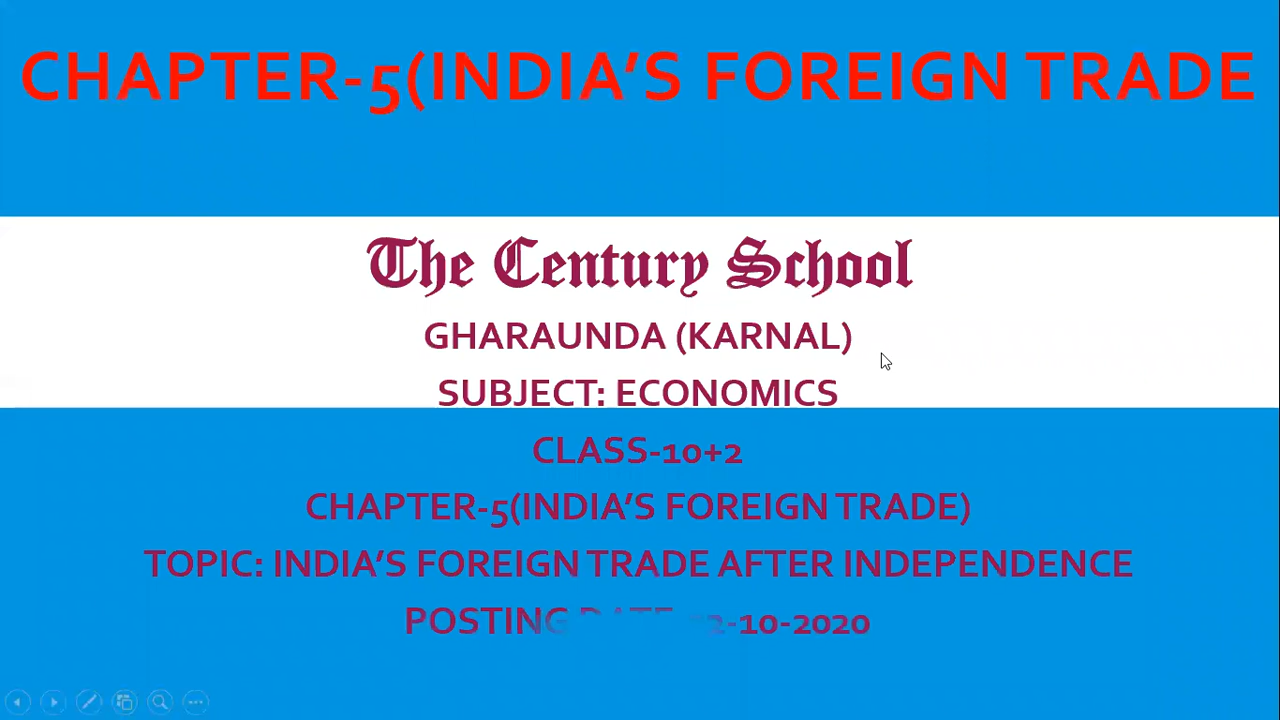 CHAPTER-5(INDIA'S FOREIGN TRADE
The Century School
GHARAUNDA (KARNAL)
SUBJECT: ECONOMICS
CLASS-10+2
CHAPTER-5(INDIA'S FOREIGN TRADE)
TOPIC: INDIA'S FOREIGN TRADE AFTER INDEPENDENCE
POSTING DATE